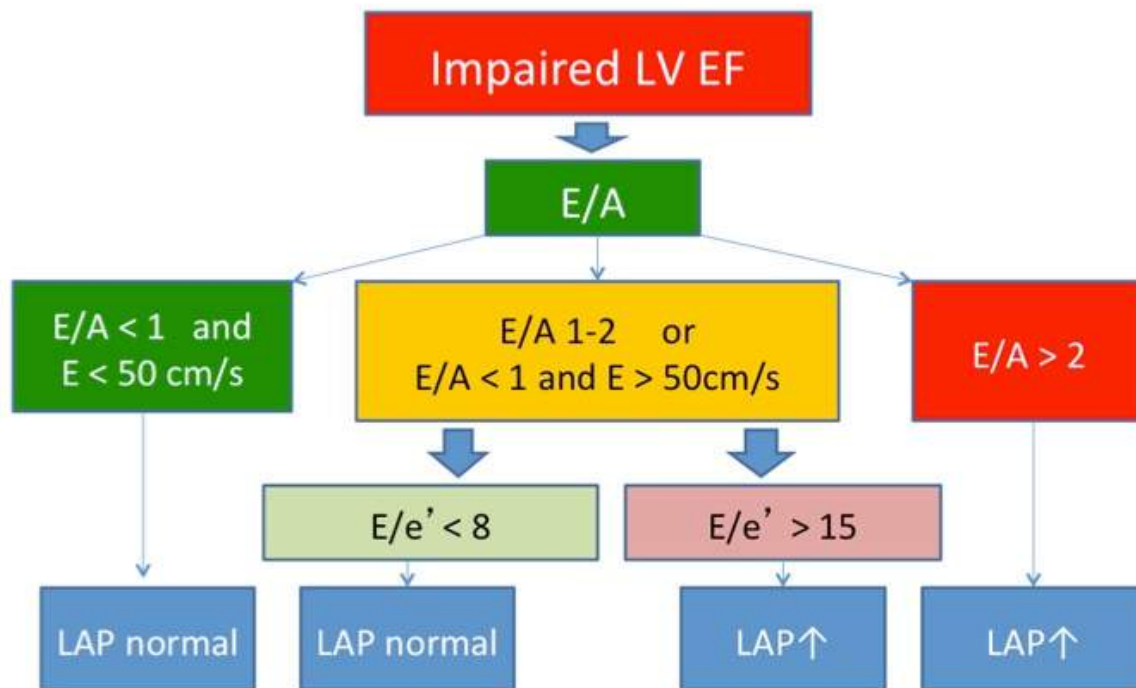 Impaired LV EF
E/A
E/A < 1 and
E < 50 cm/s
E/A 1-2 or
E/A < 1 and E > 50cm/s
E/A > 2
E/e’ < 8
E/e’ > 15
LAP normal
LAP normal
LAP↑
LAP↑